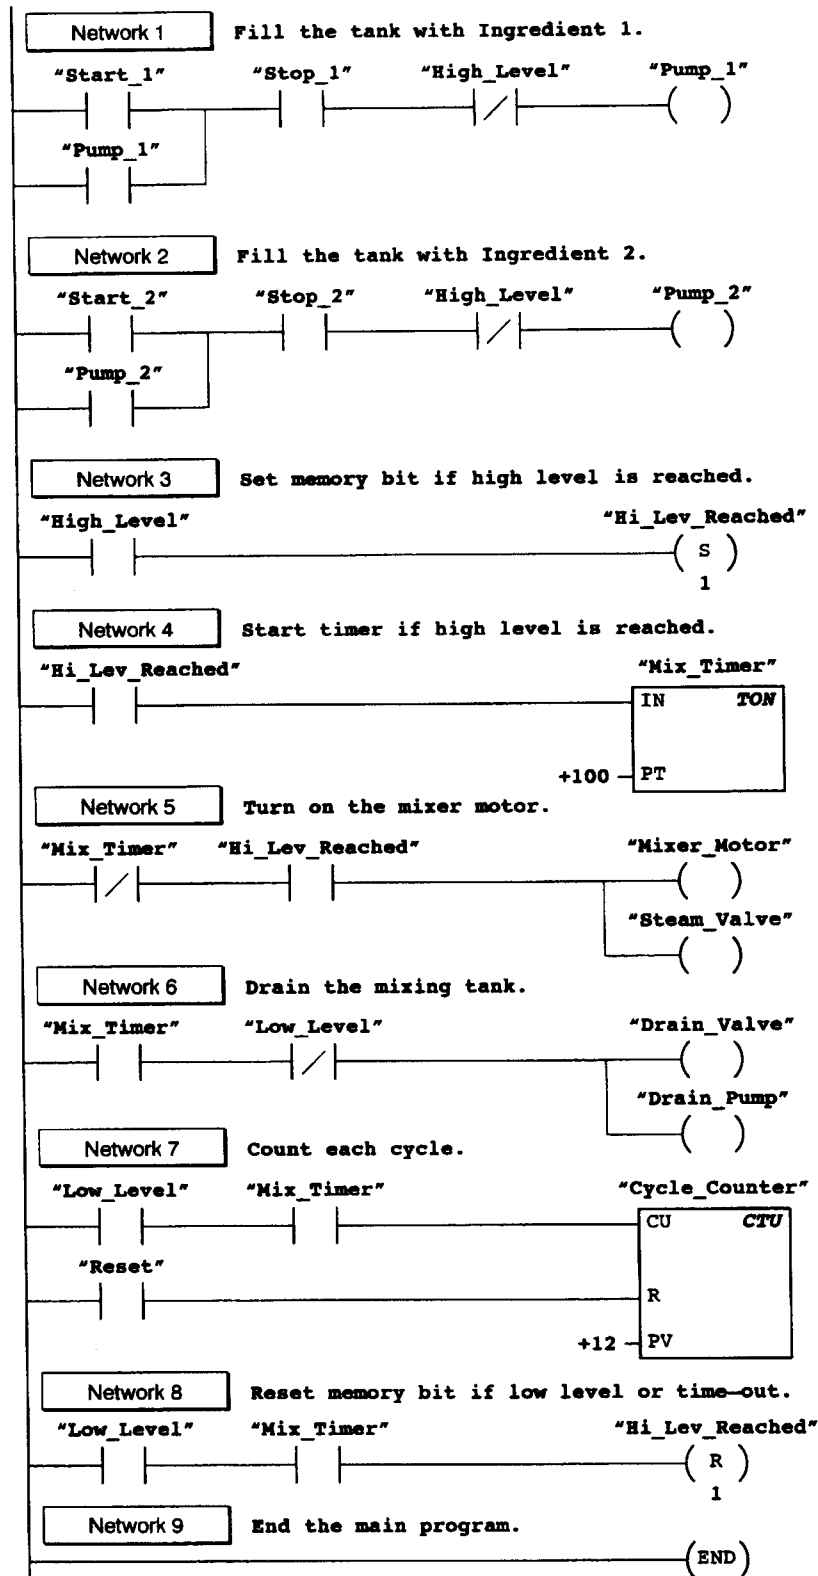 Network 1 Fill the tank with Ingredient 1.
"Start_1" "Stop_1" "High_Level" "Pump_1"
"Pump_1"
Network 2 Fill the tank with Ingredient 2.
"Start_2" "Stop_2" "High_Level" "Pump_2"
"Pump_2"
Network 3 Set memory bit if high level is reached.
"High_Level" "Hi_Lev_Reached"
S
1
Network 4 Start timer if high level is reached.
"Hi_Lev_Reached" "Mix_Timer"
IN TON
+100 PT
Network 5 Turn on the mixer motor.
"Mix_Timer" "Hi_Lev_Reached" "Mixer_Motor"
"Steam_Valve"
Network 6 Drain the mixing tank.
"Mix_Timer" "Low_Level" "Drain_Valve"
"Drain_Pump"
Network 7 Count each cycle.
"Low_Level" "Mix_Timer" "Cycle_Counter"
CU CTU
"Reset"
R
+12 PV
Network 8 Reset memory bit if low level or time-out.
"Low_Level" "Mix_Timer" "Hi_Lev_Reached"
R
1
Network 9 End the main program.
END